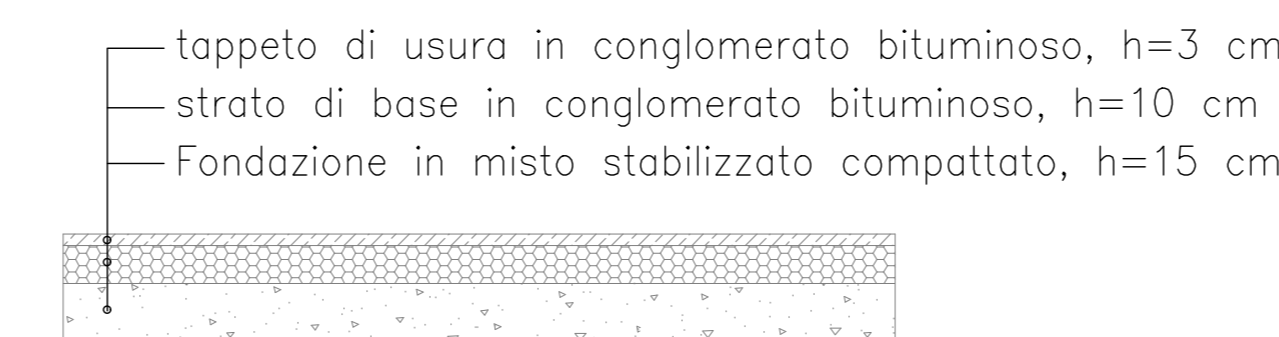 tappeto di usura in conglomerato bituminoso, h=3 cm
strato di base in conglomerato bituminoso, h=10 cm
Fondazione in misto stabilizzato compattato, h=15 cm